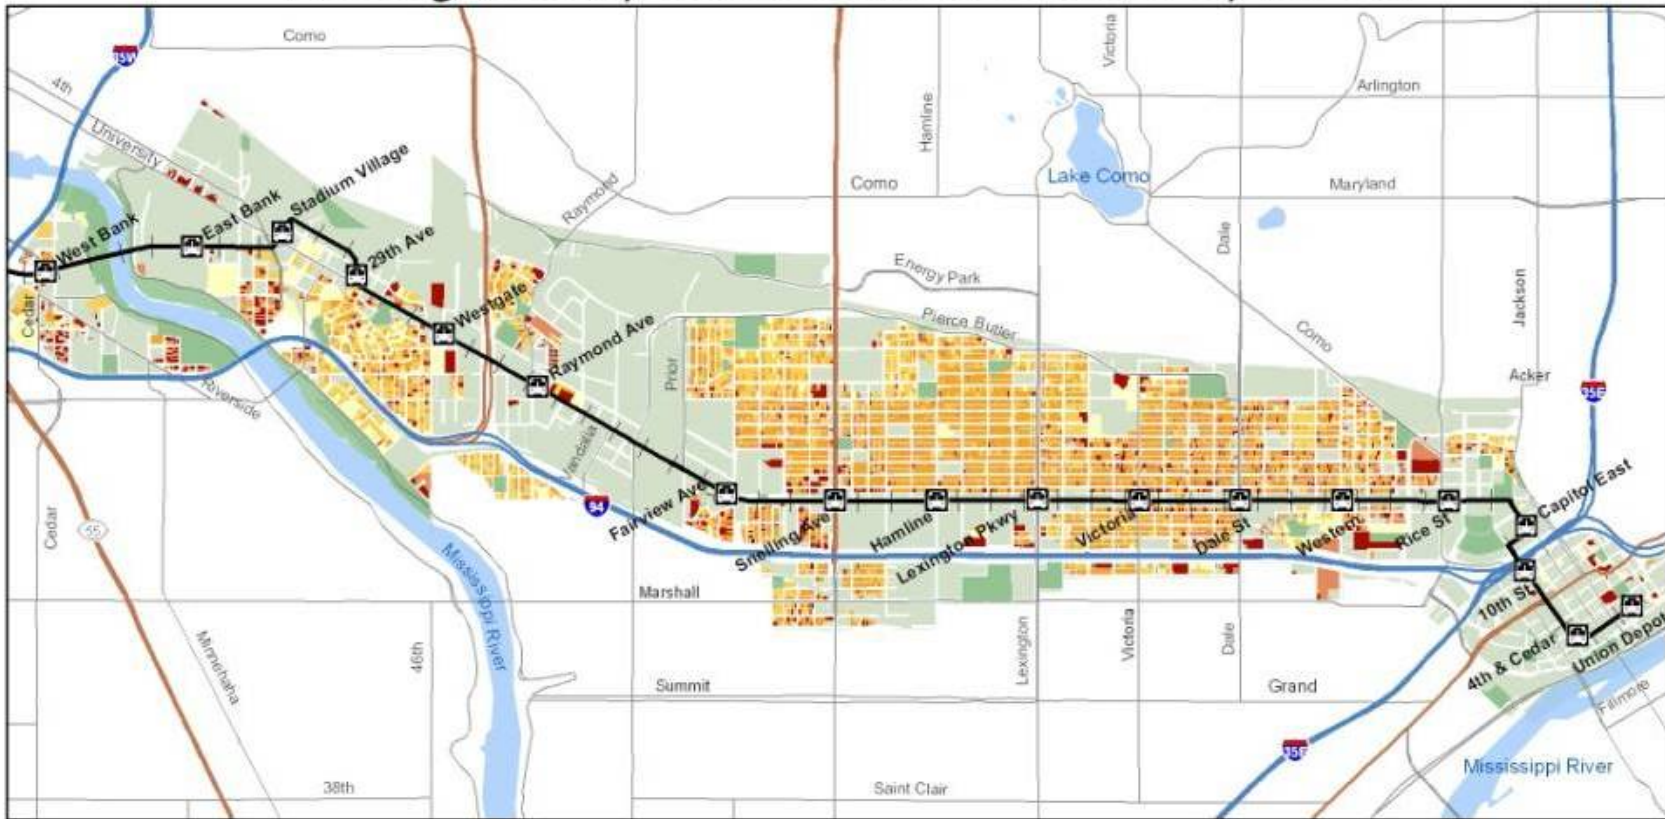 Como
35W
4th
University
Stadium Village
East Bank
West Bank
29th Ave
Raymond
Westgate
Raymond Ave
Cedar
Riverside
Prior
Vandalia
Fairview Ave
Snelling Ave
Hamline
Lexington Pkwy
Victoria
Dale St
Western
Rice St
Capitol East
10th St
4th & Cedar
Union Depot
Victoria
Hamline
Arlington
Lake Como
Como
Maryland
Dale
Energy Park
Pierce Butler
Como
Jackson
Acker
35E
94
Cedar
55
Mississippi River
Marshall
Minnehaha
46th
Lexington
Victoria
Dale
Summit
Grand
Fillmore
35E
Mississippi River
38th
Saint Clair